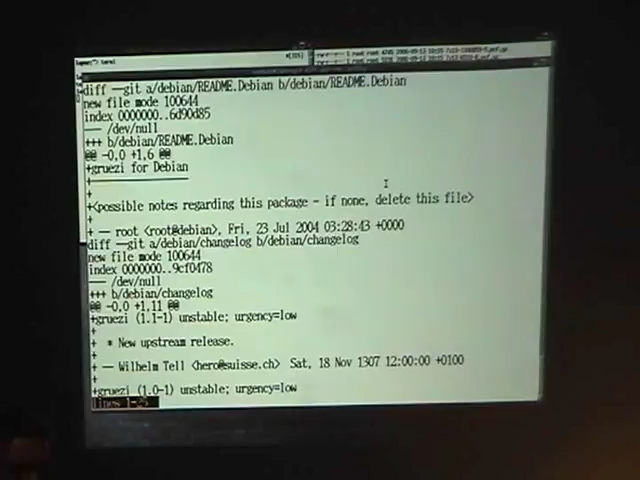 diff --git a/debian/README.Debian b/debian/README.Debian
new file mode 100644
index 0000000..6d90d85
--- /dev/null
+++ b/debian/README.Debian
@@ -0,0 +1,6 @@
+gruezi for Debian
+------------------
+
+<possible notes regarding this package - if none, delete this file>
+
+ -- root <root@debian>, Fri, 23 Jul 2004 03:28:43 +0000
diff --git a/debian/changelog b/debian/changelog
new file mode 100644
index 0000000..9cf0478
--- /dev/null
+++ b/debian/changelog
@@ -0,0 +1,11 @@
+gruezi (1.1-1) unstable; urgency=low
+
+  * New upstream release.
+
+ -- Wilhelm Tell <hero@suisse.ch>  Sat, 18 Nov 1307 12:00:00 +0100
+
+gruezi (1.0-1) unstable; urgency=low
lines 1-25